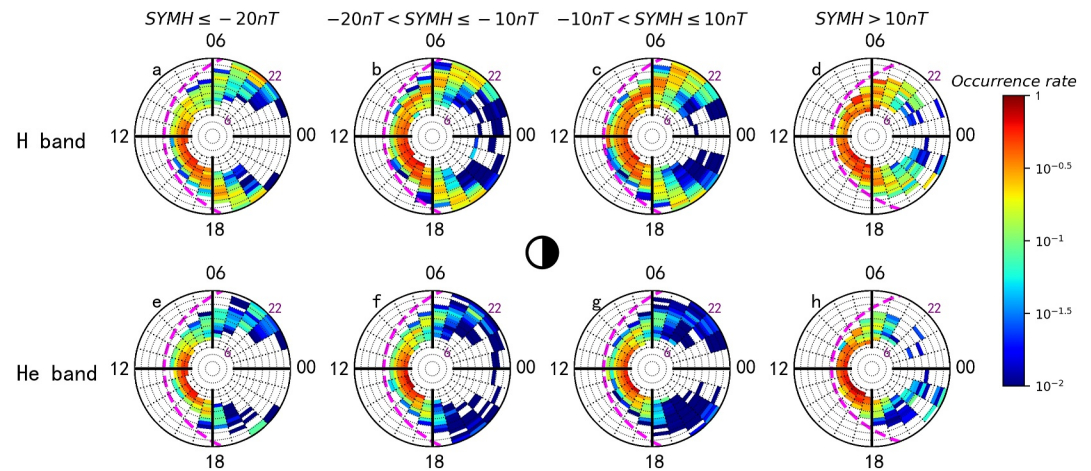 SYMH ≤ −20nT −20nT < SYMH ≤ −10nT −10nT < SYMH ≤ 10nT SYMH > 10nT
06 06 06 06
a 22 b 22 c 22 d 22 Occurrence rate
H band 12 6 00 12 6 00 12 6 00 12 6 00
18 18 18 18
1
10^−0.5
10^−1
10^−1.5
10^−2
06 06 06 06
e 22 f 22 g 22 h 22
He band 12 6 00 12 6 00 12 6 00 12 6 00
18 18 18 18